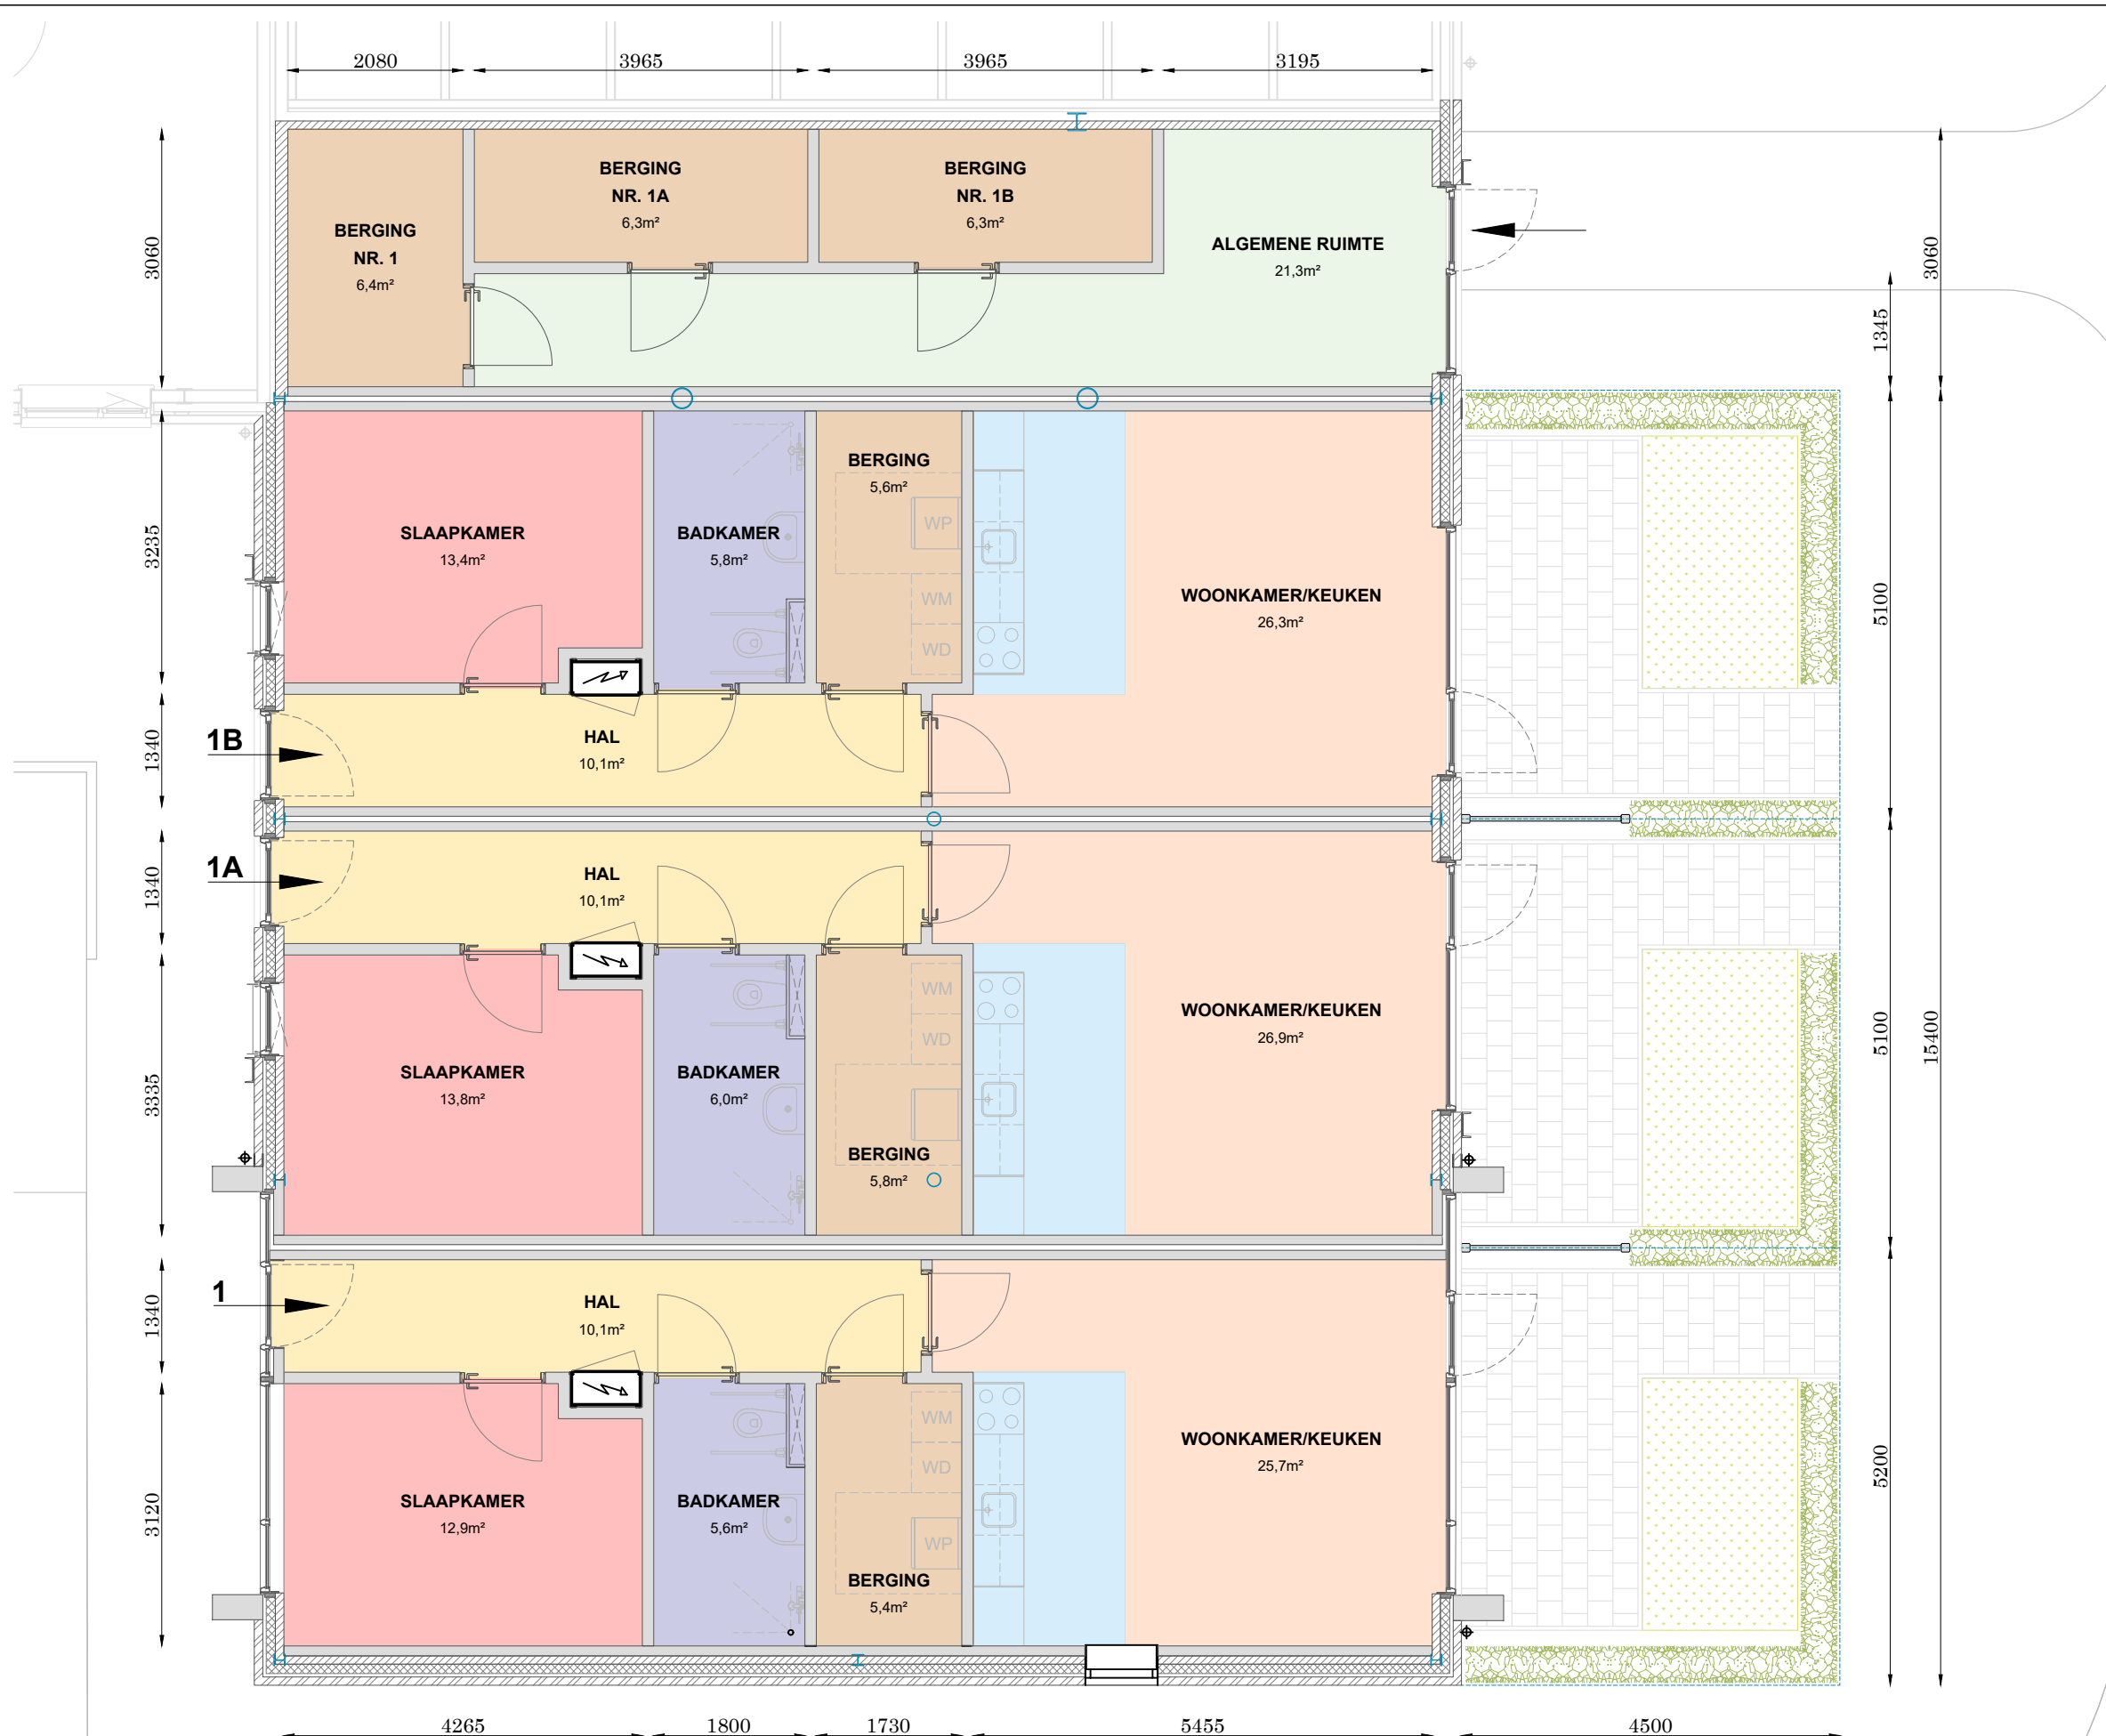 2080
3965
3965
3195
BERGING
NR. 1A
6,3m²
BERGING
NR. 1B
6,3m²
BERGING
NR. 1
6,4m²
ALGEMENE RUIMTE
21,3m²
3060
3060
1345
SLAAPKAMER
13,4m²
BADKAMER
5,8m²
BERGING
5,6m²
WP
WM
WD
WOONKAMER/KEUKEN
26,3m²
3235
5100
1B
HAL
10,1m²
1340
1A
HAL
10,1m²
1340
SLAAPKAMER
13,8m²
BADKAMER
6,0m²
WM
WD
BERGING
5,8m²
WOONKAMER/KEUKEN
26,9m²
3335
5100
15400
1
HAL
10,1m²
1340
SLAAPKAMER
12,9m²
BADKAMER
5,6m²
WM
WD
WP
BERGING
5,4m²
WOONKAMER/KEUKEN
25,7m²
3120
5200
4265
1800
1730
5455
4500